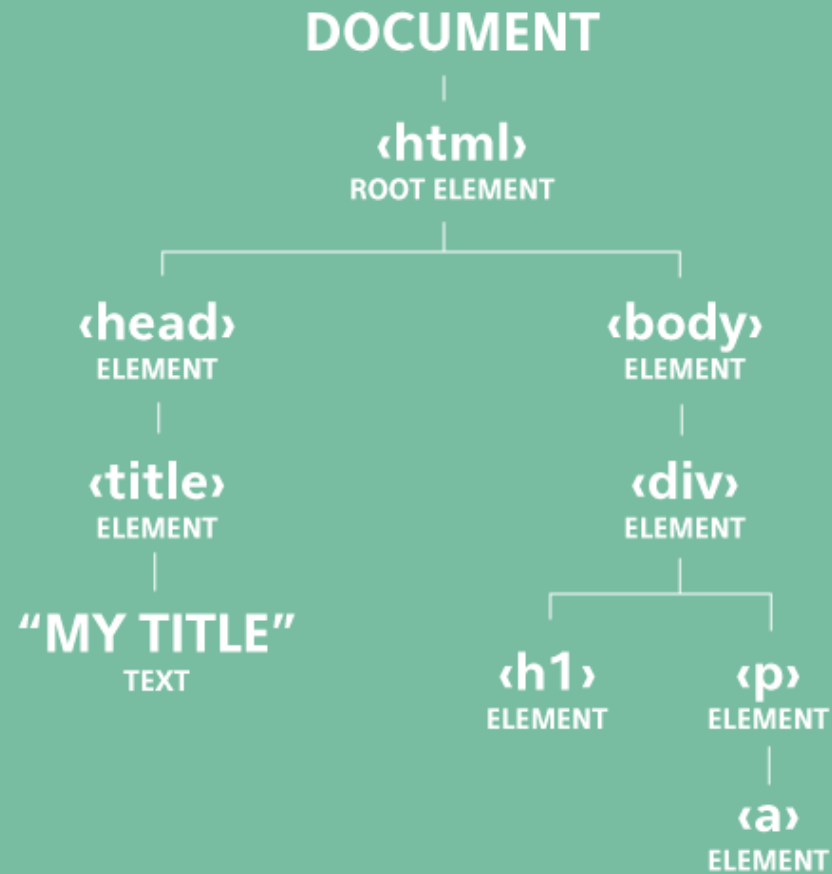 DOCUMENT
‹html›
ROOT ELEMENT
‹head› ‹body›
ELEMENT ELEMENT
‹title› ‹div›
ELEMENT ELEMENT
“MY TITLE”
TEXT
‹h1› ‹p›
ELEMENT ELEMENT
‹a›
ELEMENT